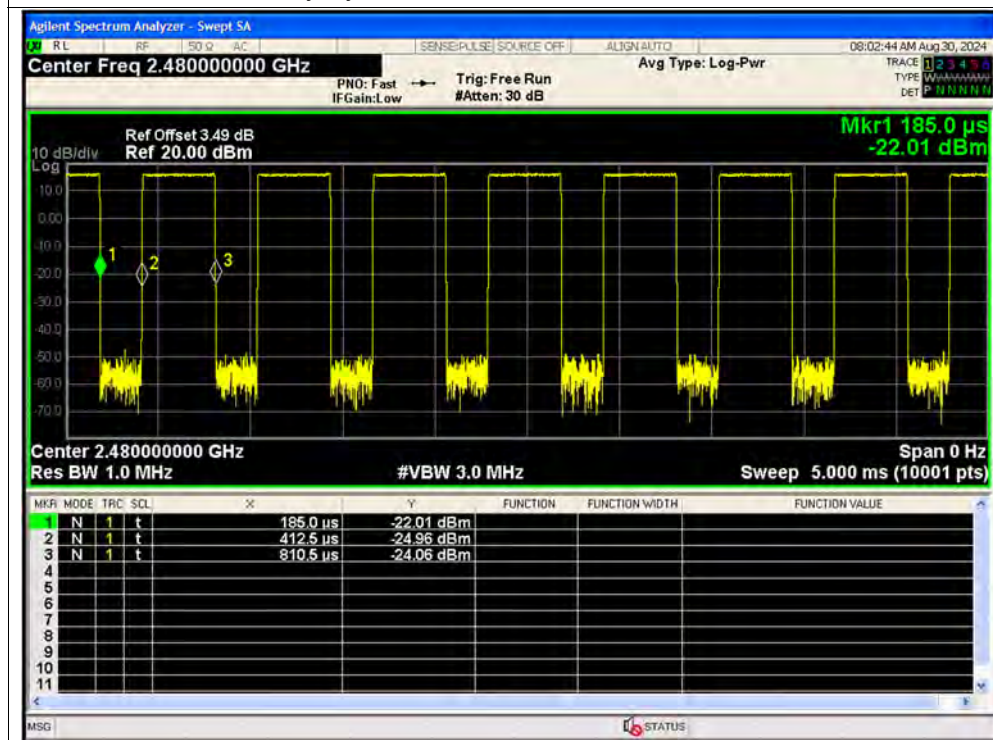 Agilent Spectrum Analyzer - Swept SA
RL RF 50 Ω AC SENSE:PULSE SOURCE OFF ALIGN AUTO 08:02:44 AM Aug 30, 2024
Center Freq 2.480000000 GHz Avg Type: Log-Pwr TRACE 1 2 3 4 5 6
PNO: Fast Trig: Free Run TYPE
IFGain:Low #Atten: 30 dB DET P N N N N N
Mkr1 185.0 µs
Ref Offset 3.49 dB
10 dB/div Ref 20.00 dBm -22.01 dBm
Log
10.0
0.00
-10.0
1
2
3
-20.0
-30.0
-40.0
-50.0
-60.0
-70.0
Center 2.480000000 GHz Span 0 Hz
Res BW 1.0 MHz #VBW 3.0 MHz Sweep 5.000 ms (10001 pts)
MKR MODE TRC SCL X Y FUNCTION FUNCTION WIDTH FUNCTION VALUE
1 N 1 t 185.0 µs -22.01 dBm
2 N 1 t 412.5 µs -24.96 dBm
3 N 1 t 810.5 µs -24.06 dBm
4
5
6
7
8
9
10
11
MSG STATUS